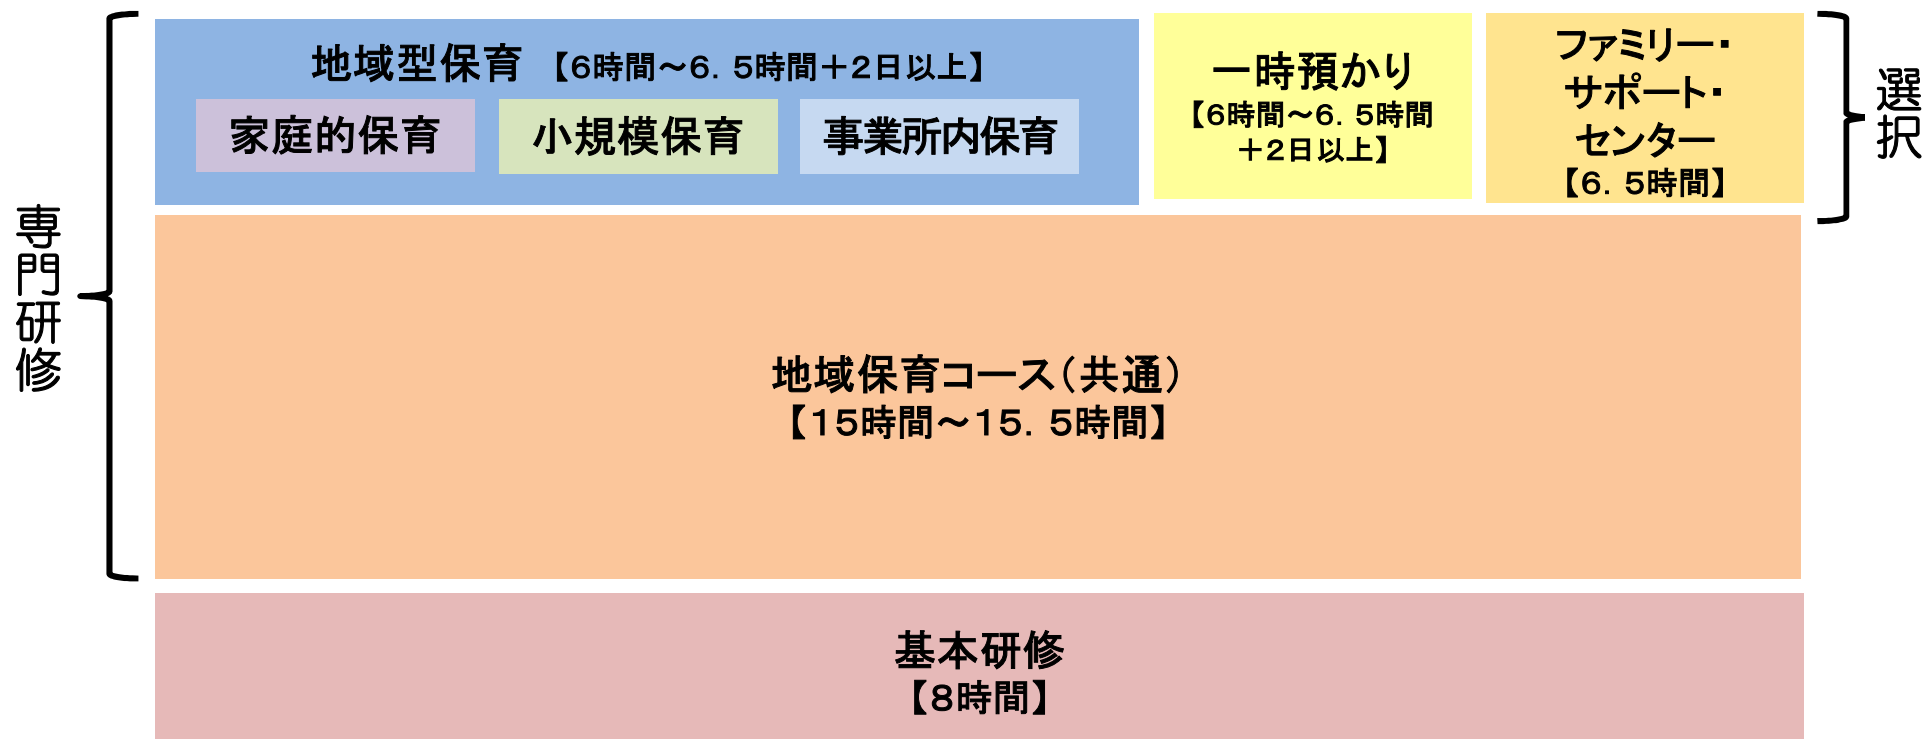 地域型保育 【6時間~6.5時間+2日以上】
家庭的保育
小規模保育
事業所内保育
一時預かり
【6時間~6.5時間
+2日以上】
ファミリー・
サポート・
センター
【6.5時間】
選択
専門研修
地域保育コース(共通)
【15時間~15.5時間】
基本研修
【8時間】